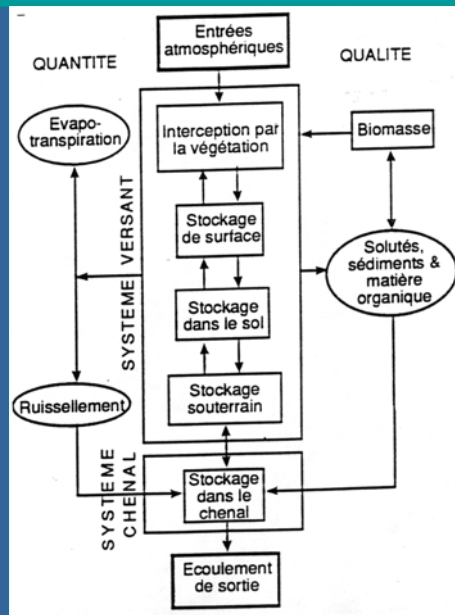 Entrées
atmosphériques
QUANTITE
QUALITE
Evapo-
transpiration
Interception par
la végétation
Biomasse
SYSTEME VERSANT
Stockage
de surface
Solutés,
sédiments &
matière
organique
Stockage
dans le sol
Stockage
souterrain
Ruissellement
SYSTEME
CHENAL
Stockage
dans le
chenal
Ecoulement
de sortie